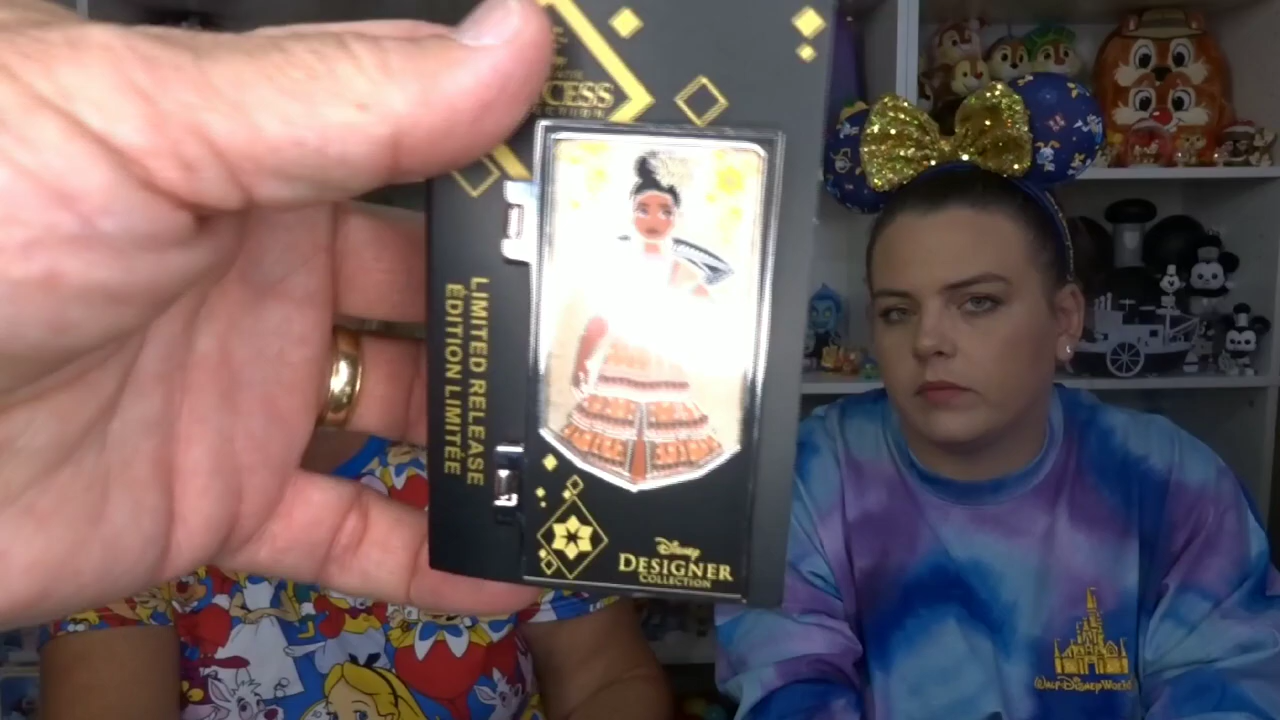 CESS
LIMITED RELEASE
ÉDITION LIMITÉE
Disney
DESIGNER
COLLECTION
Walt Disney World